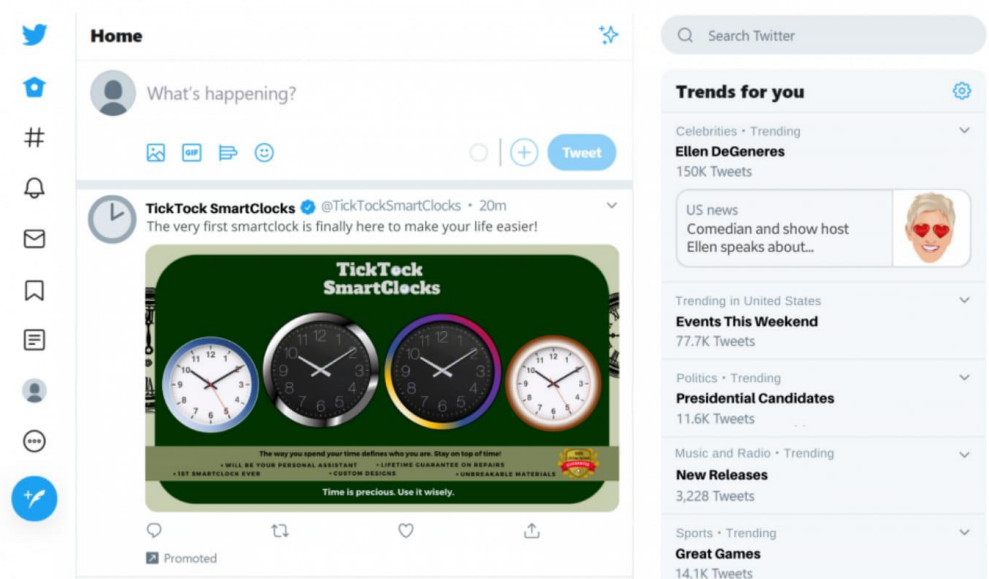 Home
What's happening?
GIF
Tweet
TickTock SmartClocks @TickTockSmartClocks • 20m
The very first smartclock is finally here to make your life easier!
TickTock
SmartClocks
The way you spend your time defines who you are. Stay on top of time!
• WILL BE YOUR PERSONAL ASSISTANT • LIFETIME GUARANTEE ON REPAIRS
• 1ST SMARTCLOCK EVER • CUSTOM DESIGNS • UNBREAKABLE MATERIALS
Time is precious. Use it wisely.
Promoted
Search Twitter
Trends for you
Celebrities • Trending
Ellen DeGeneres
150K Tweets
US news
Comedian and show host
Ellen speaks about...
Trending in United States
Events This Weekend
77.7K Tweets
Politics • Trending
Presidential Candidates
11.6K Tweets
Music and Radio • Trending
New Releases
3,228 Tweets
Sports • Trending
Great Games
14.1K Tweets